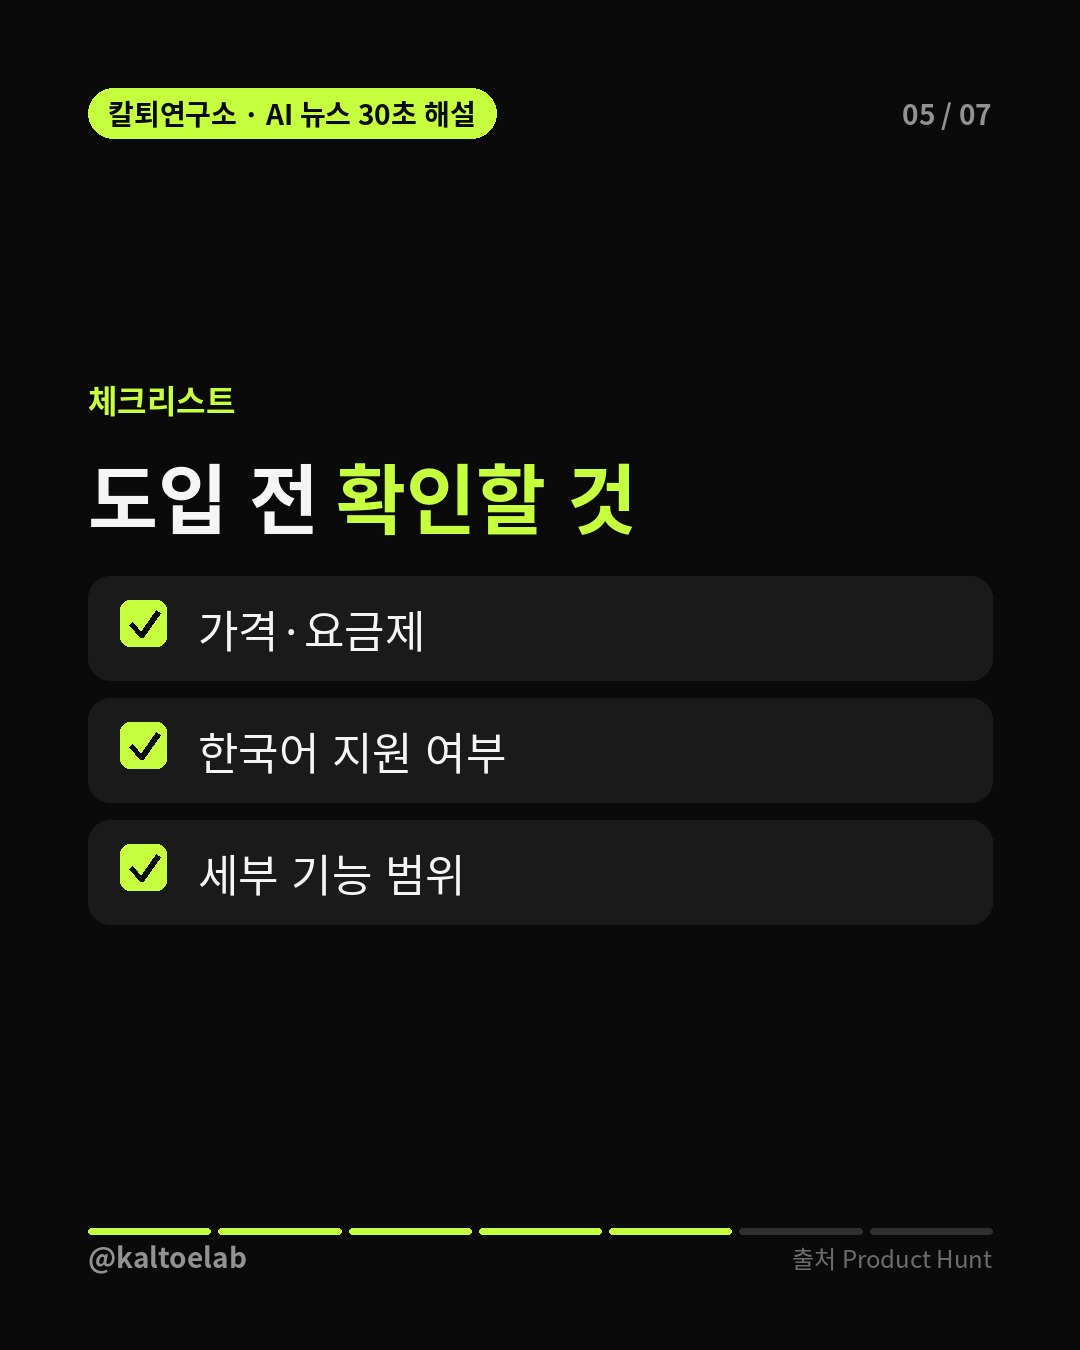 칼퇴연구소 · AI 뉴스 30초 해설
05 / 07
체크리스트
도입 전 확인할 것
가격·요금제
한국어 지원 여부
세부 기능 범위
@kaltoelab
출처 Product Hunt